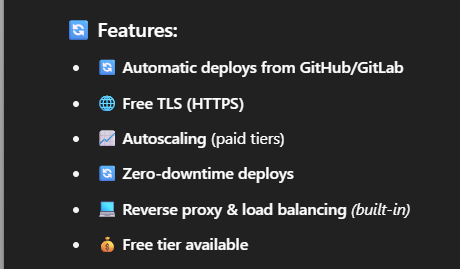 🔄 Features:
• 🔄 Automatic deploys from GitHub/GitLab
• 🌐 Free TLS (HTTPS)
• 📈 Autoscaling (paid tiers)
• 🔄 Zero-downtime deploys
• 💻 Reverse proxy & load balancing (built-in)
• 💰 Free tier available